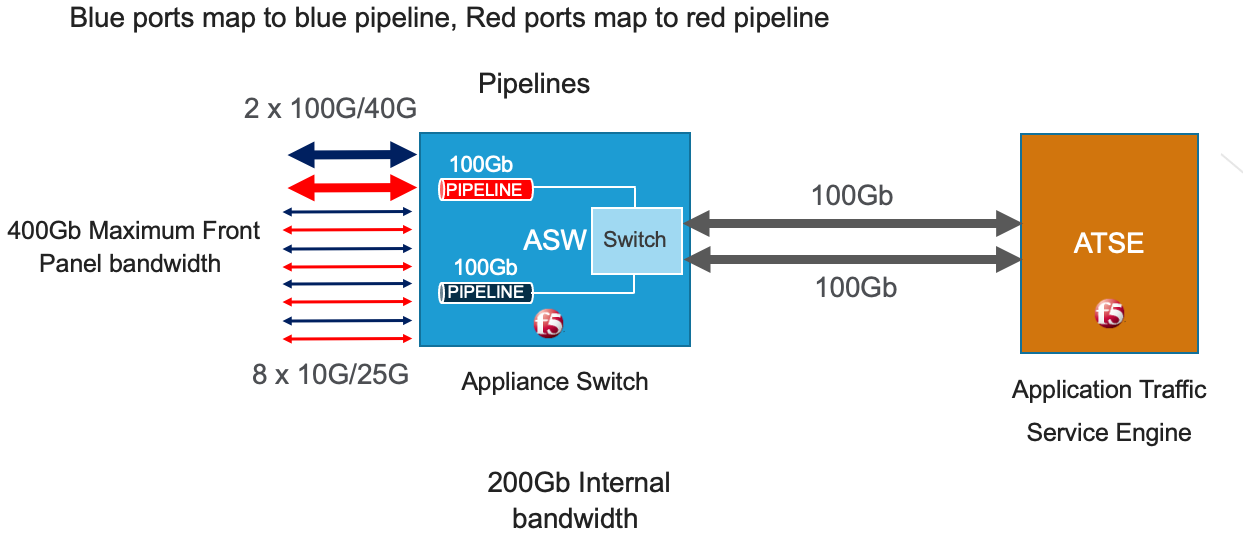 Blue ports map to blue pipeline, Red ports map to red pipeline
Pipelines
2 x 100G/40G
100Gb
PIPELINE
400Gb Maximum Front
Panel bandwidth
ASW
Switch
100Gb
PIPELINE
f5
8 x 10G/25G
Appliance Switch
100Gb
100Gb
ATSE
f5
Application Traffic
Service Engine
200Gb Internal
bandwidth